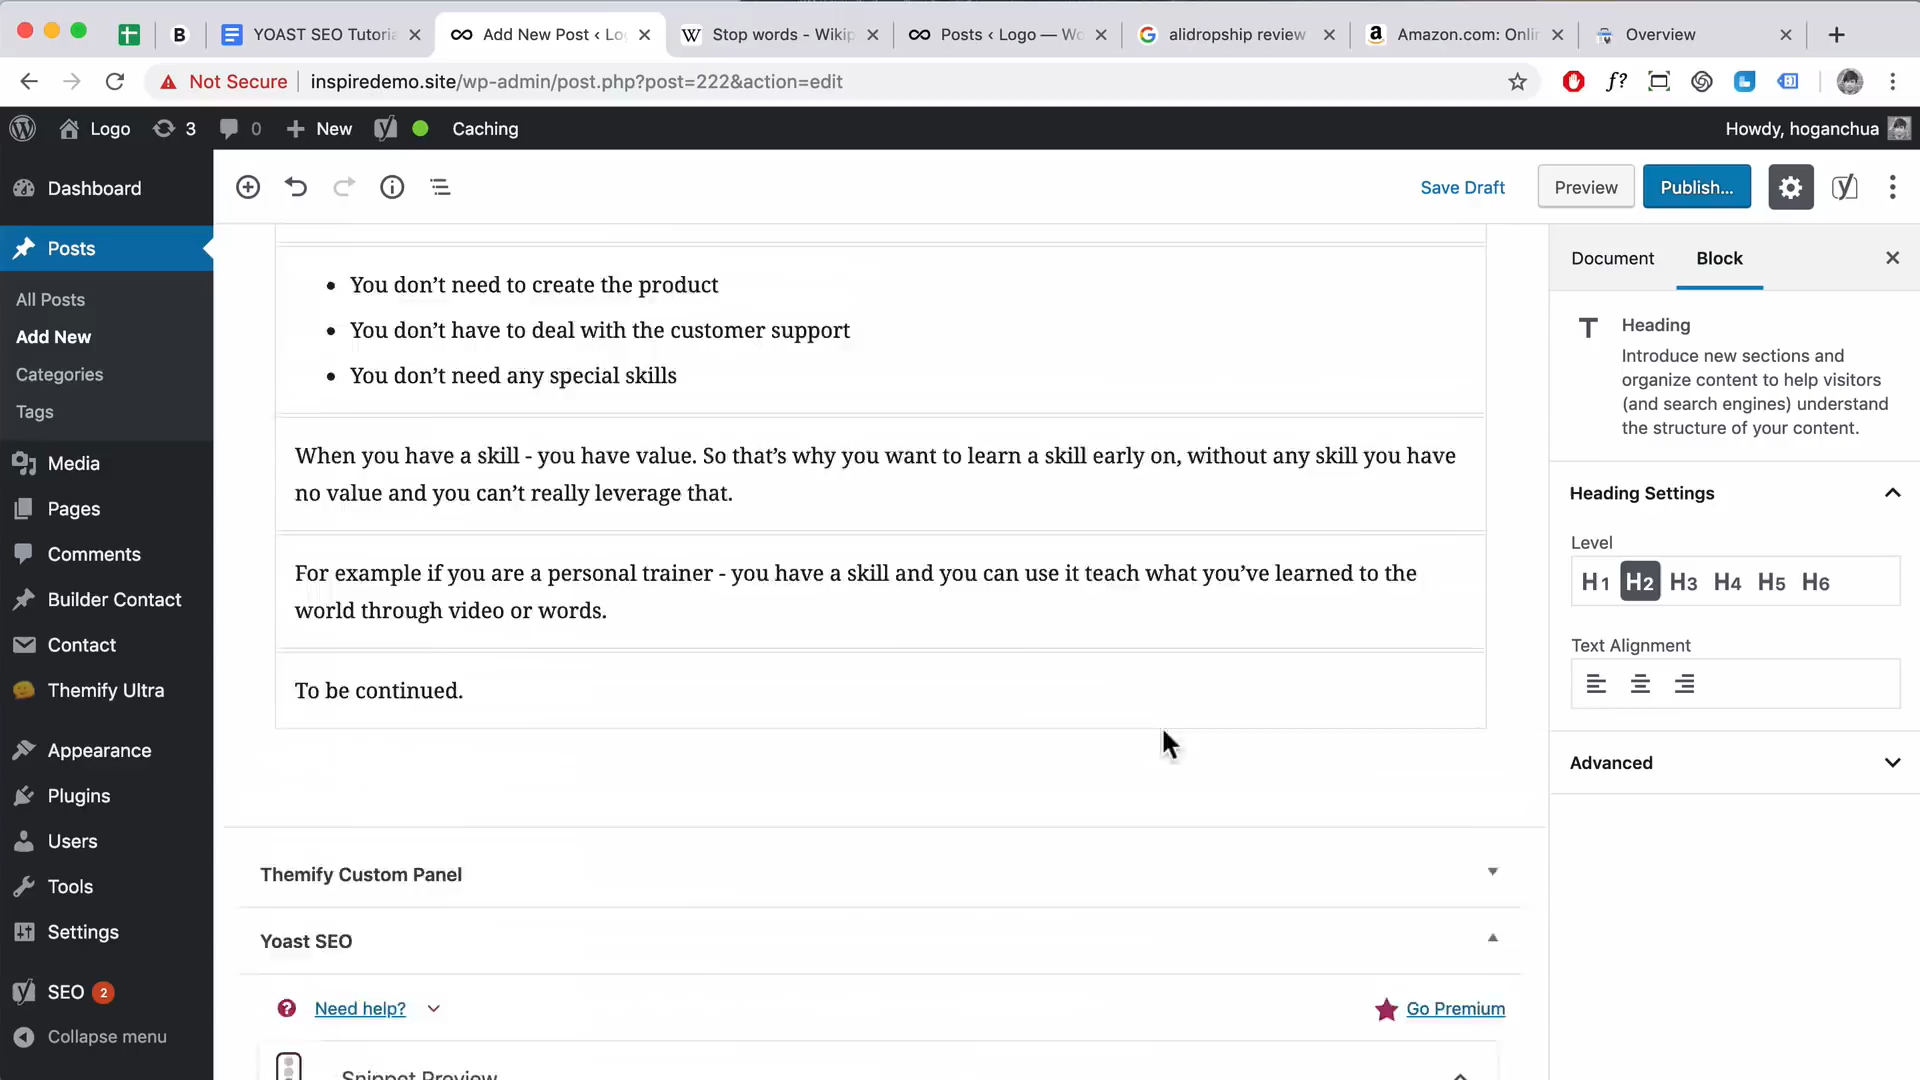 YOAST SEO Tutoria
Add New Post ‹ Lo
Stop words - Wikip
Posts ‹ Logo — Wo
alidropship review
Amazon.com: Onlin
Overview
Not Secure
inspiredemo.site/wp-admin/post.php?post=222&action=edit
Logo
3
0
New
Caching
Howdy, hoganchua
Dashboard
Posts
All Posts
Add New
Categories
Tags
Media
Pages
Comments
Builder Contact
Contact
Themify Ultra
Appearance
Plugins
Users
Tools
Settings
SEO 2
Collapse menu
Save Draft
Preview
Publish...
• You don’t need to create the product
• You don’t have to deal with the customer support
• You don’t need any special skills
When you have a skill - you have value. So that’s why you want to learn a skill early on, without any skill you have
no value and you can’t really leverage that.
For example if you are a personal trainer - you have a skill and you can use it teach what you’ve learned to the
world through video or words.
To be continued.
Themify Custom Panel
Yoast SEO
Need help?
Go Premium
Snippet Preview
Document
Block
Heading
Introduce new sections and
organize content to help visitors
(and search engines) understand
the structure of your content.
Heading Settings
Level
H1 H2 H3 H4 H5 H6
Text Alignment
Advanced